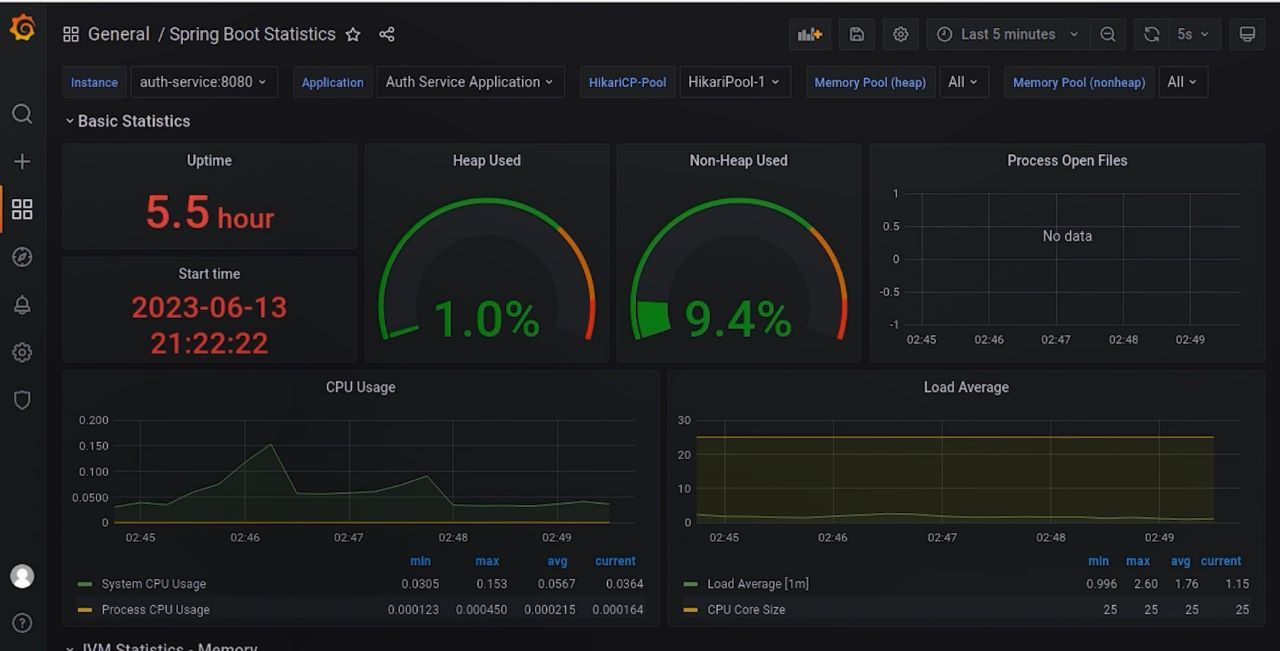 General / Spring Boot Statistics
Last 5 minutes
5s
Instance auth-service:8080 Application Auth Service Application HikariCP-Pool HikariPool-1 Memory Pool (heap) All Memory Pool (nonheap) All
Basic Statistics
Uptime
5.5 hour
Start time
2023-06-13
21:22:22
Heap Used
1.0%
Non-Heap Used
9.4%
Process Open Files
1
0.5
0
-0.5
-1
No data
02:45 02:46 02:47 02:48 02:49
CPU Usage
0.200
0.150
0.100
0.0500
0
02:45 02:46 02:47 02:48 02:49
min max avg current
System CPU Usage 0.0305 0.153 0.0567 0.0364
Process CPU Usage 0.000123 0.000450 0.000215 0.000164
Load Average
30
20
10
0
02:45 02:46 02:47 02:48 02:49
min max avg current
Load Average [1m] 0.996 2.60 1.76 1.15
CPU Core Size 25 25 25 25
JVM Statistics - Memory